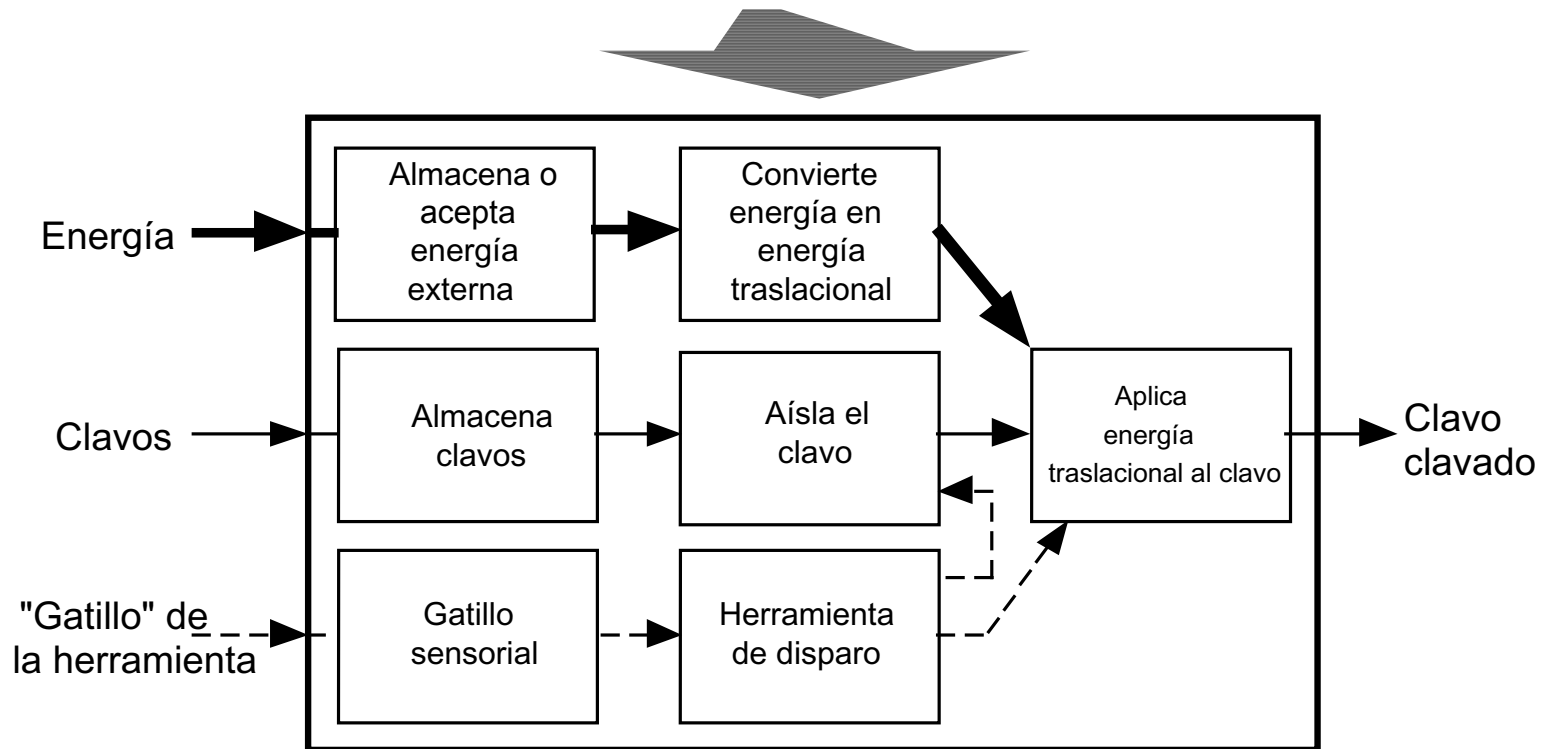 Energía
Almacena o
acepta
energía
externa
Convierte
energía en
energía
traslacional
Clavos
Almacena
clavos
Aísla el
clavo
Aplica
energía
traslacional al clavo
Clavo
clavado
"Gatillo" de
la herramienta
Gatillo
sensorial
Herramienta
de disparo